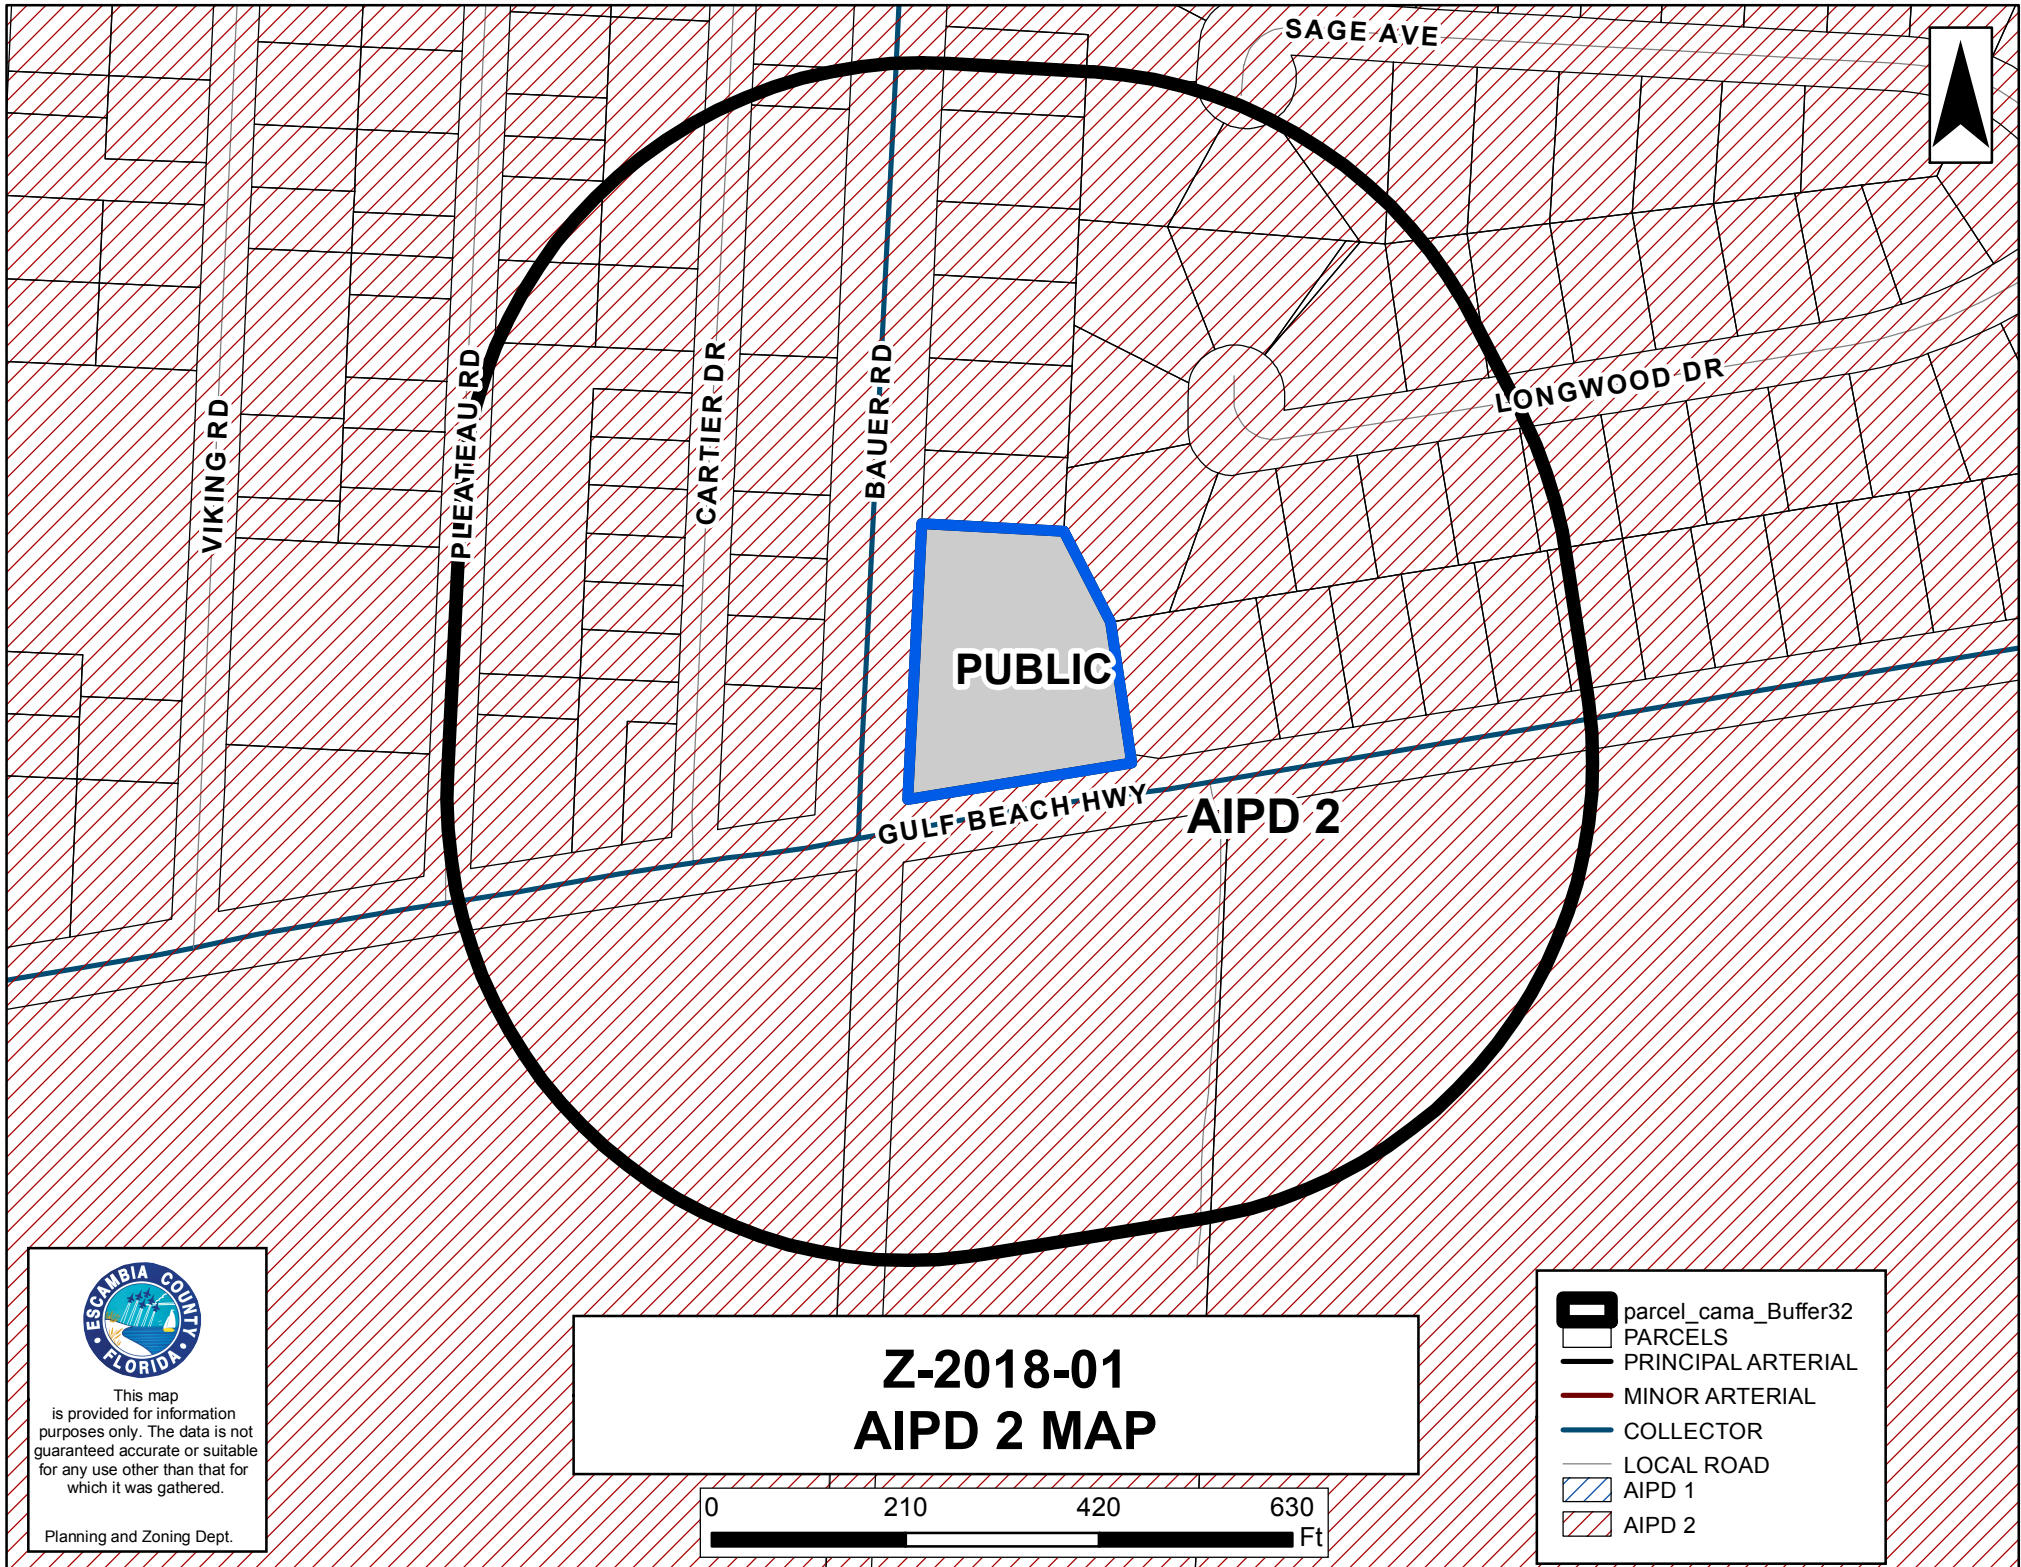 SAGE AVE
LONGWOOD DR
VIKING RD
PLEATEAU RD
CARTIER DR
BAUER RD
PUBLIC
GULF BEACH HWY
AIPD 2
ESCAMBIA COUNTY
FLORIDA
This map
is provided for information
purposes only. The data is not
guaranteed accurate or suitable
for any use other than that for
which it was gathered.
Planning and Zoning Dept.
Z-2018-01
AIPD 2 MAP
0 210 420 630
Ft
parcel_cama_Buffer32
PARCELS
PRINCIPAL ARTERIAL
MINOR ARTERIAL
COLLECTOR
LOCAL ROAD
AIPD 1
AIPD 2